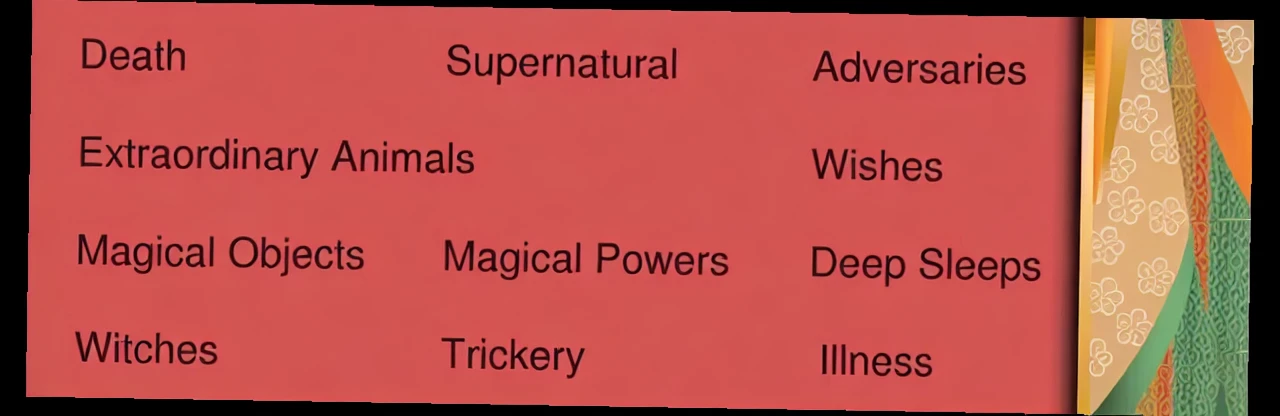 Death Supernatural Adversaries
Extraordinary Animals Wishes
Magical Objects Magical Powers Deep Sleeps
Witches Trickery Illness